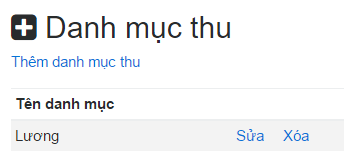 Danh mục thu
Thêm danh mục thu
Tên danh mục
Lương Sửa Xóa